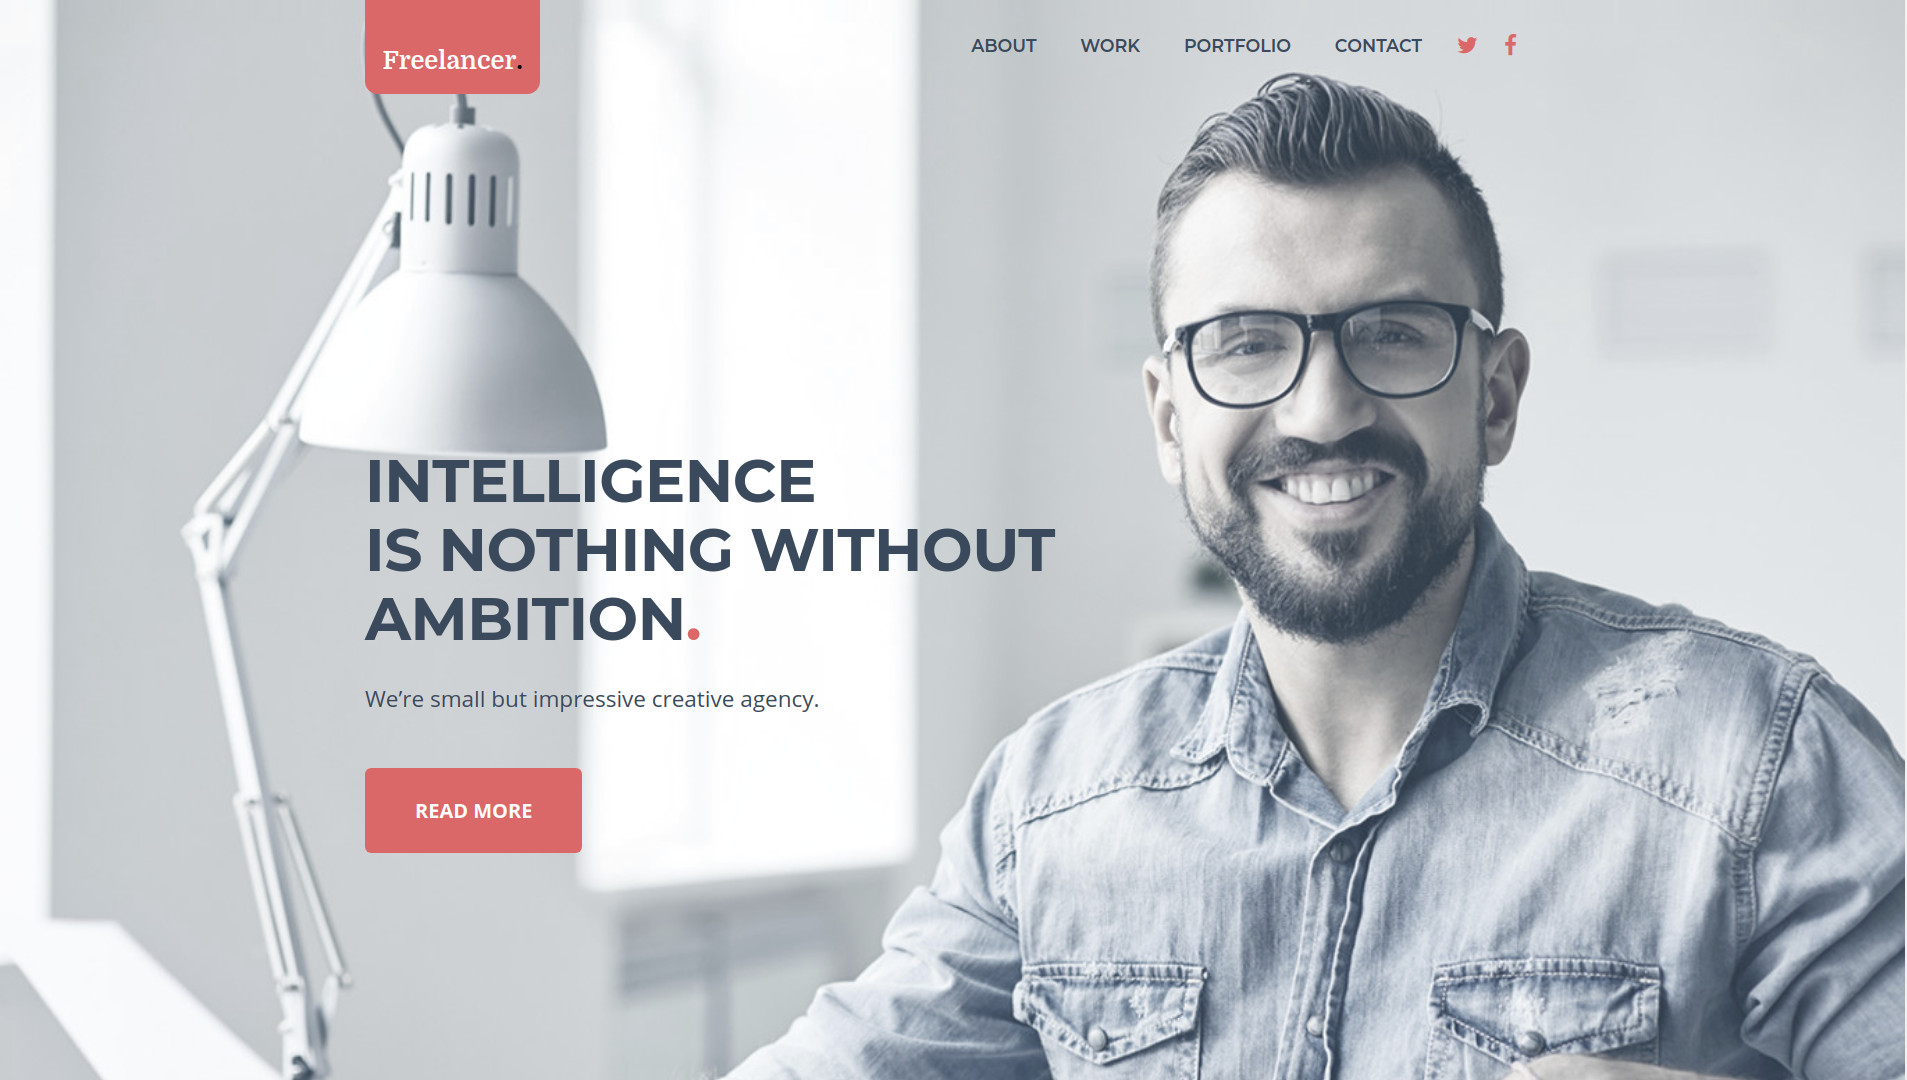 Freelancer.
ABOUT WORK PORTFOLIO CONTACT
INTELLIGENCE
IS NOTHING WITHOUT
AMBITION.
We’re small but impressive creative agency.
READ MORE